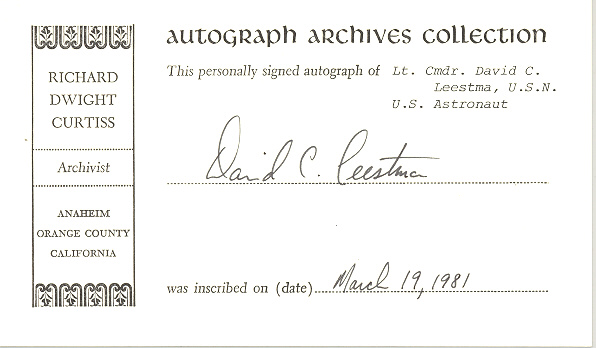 RICHARD
DWIGHT
CURTISS
Archivist
ANAHEIM
ORANGE COUNTY
CALIFORNIA
AUTOGRAPH ARCHIVES COLLECTION
This personally signed autograph of Lt. Cmdr. David C.
Leestma, U.S.N.
U.S. Astronaut
David C. Leestma
was inscribed on (date) March 19, 1981